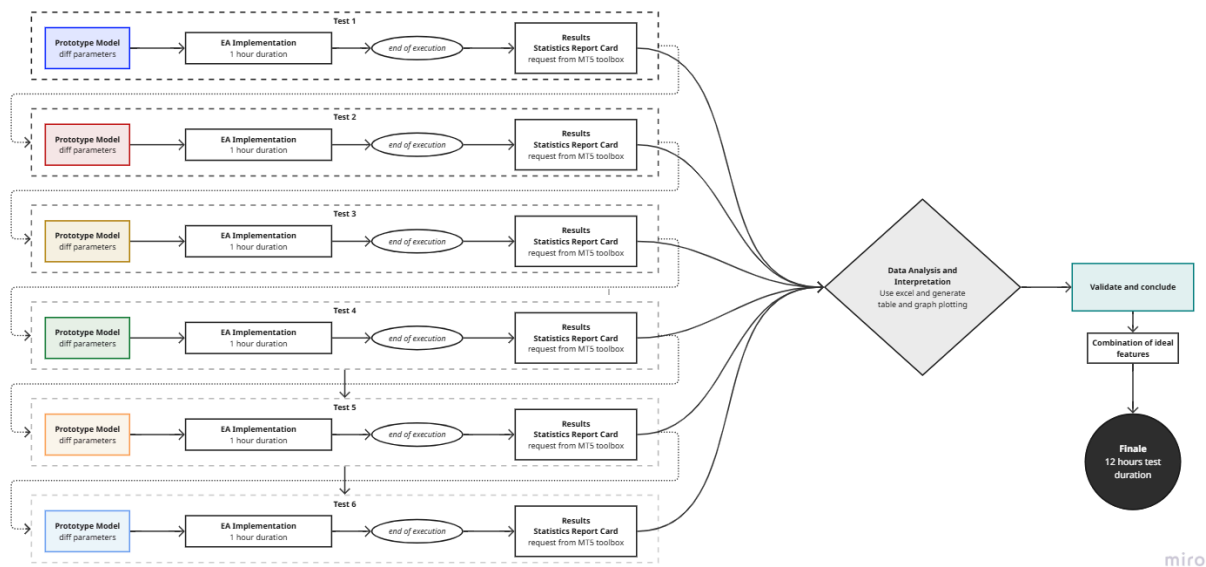 Test 1
Prototype Model
diff parameters
EA Implementation
1 hour duration
end of execution
Results
Statistics Report Card
request from MT5 toolbox
Test 2
Prototype Model
diff parameters
EA Implementation
1 hour duration
end of execution
Results
Statistics Report Card
request from MT5 toolbox
Test 3
Prototype Model
diff parameters
EA Implementation
1 hour duration
end of execution
Results
Statistics Report Card
request from MT5 toolbox
Test 4
Prototype Model
diff parameters
EA Implementation
1 hour duration
end of execution
Results
Statistics Report Card
request from MT5 toolbox
Test 5
Prototype Model
diff parameters
EA Implementation
1 hour duration
end of execution
Results
Statistics Report Card
request from MT5 toolbox
Test 6
Prototype Model
diff parameters
EA Implementation
1 hour duration
end of execution
Results
Statistics Report Card
request from MT5 toolbox
Data Analysis and
Interpretation
Use excel and generate
table and graph plotting
Validate and conclude
Combination of ideal
features
Finale
12 hours test
duration
miro